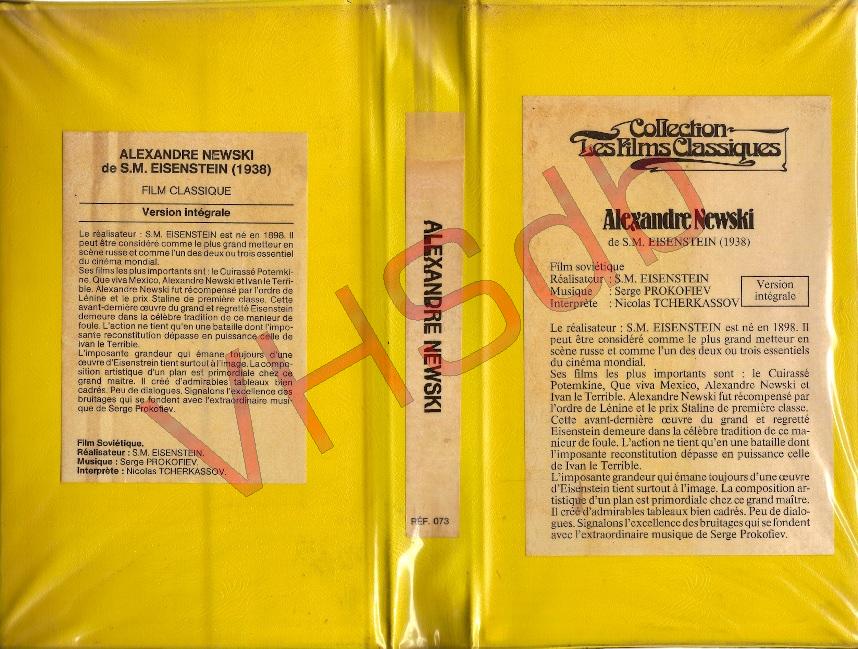 ALEXANDRE NEWSKI
de S.M. EISENSTEIN (1938)
FILM CLASSIQUE
Version intégrale
Le réalisateur : S.M. EISENSTEIN est né en 1898. Il
peut être considéré comme le plus grand metteur en
scène russe et comme l'un des deux ou trois essentiel
du cinéma mondial.
Ses films les plus importants snt : le Cuirassé Potemki-
ne, Que viva Mexico, Alexandre Newski et Ivan le Terri-
ble. Alexandre Newski fut récompensé par l'ordre de
Lénine et le prix Staline de première classe. Cette
avant-dernière œuvre du grand et regretté Eisenstein
demeure dans la célèbre tradition de ce manieur de
foule. L'action ne tient qu'en une bataille dont l'impo-
sante reconstitution dépasse en puissance celle de
Ivan le Terrible.
L'imposante grandeur qui émane toujours d'une
œuvre d'Eisenstrein tient surtout à l'image. La compo-
sition artistique d'un plan est primordiale chez ce
grand maître. Il créé d'admirables tableaux bien
cadrés. Peu de dialogues. Signalons l'excellence des
bruitages qui se fondent avec l'extraordinaire musi-
que de Serge Prokofiev.
Film Soviétique.
Réalisateur : S.M. EISENSTEIN.
Musique : Serge PROKOFIEV.
Interprète : Nicolas TCHERKASSOV.
ALEXANDRE NEWSKI
RÉF. 073
Collection
Les Films Classiques
Alexandre Newski
de S.M. EISENSTEIN (1938)
Film soviétique
Réalisateur : S.M. EISENSTEIN
Musique : Serge PROKOFIEV
Interprète : Nicolas TCHERKASSOV
Version
intégrale
Le réalisateur : S.M. EISENSTEIN est né en 1898. Il
peut être considéré comme le plus grand metteur en
scène russe et comme l'un des deux ou trois essentiels
du cinéma mondial.
Ses films les plus importants sont : le Cuirassé
Potemkine, Que viva Mexico, Alexandre Newski et
Ivan le Terrible. Alexandre Newski fut récompensé par
l'ordre de Lénine et le prix Staline de première classe.
Cette avant-dernière œuvre du grand et regretté
Eisenstein demeure dans la célèbre tradition de ce ma-
nieur de foule. L'action ne tient qu'en une bataille dont
l'imposante reconstitution dépasse en puissance celle
de Ivan le Terrible.
L'imposante grandeur qui émane toujours d'une œuvre
d'Eisenstein tient surtout à l'image. La composition ar-
tistique d'un plan est primordiale chez ce grand maître.
Il créé d'admirables tableaux bien cadrés. Peu de dialo-
gues. Signalons l'excellence des bruitages qui se fondent
avec l'extraordinaire musique de Serge Prokofiev.
VHSdb